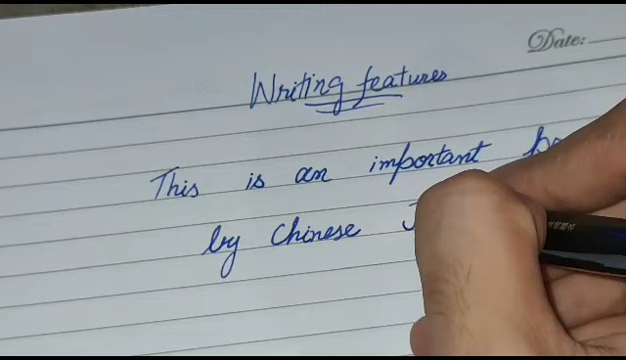 Date:
Writing features
This is an important
by Chinese